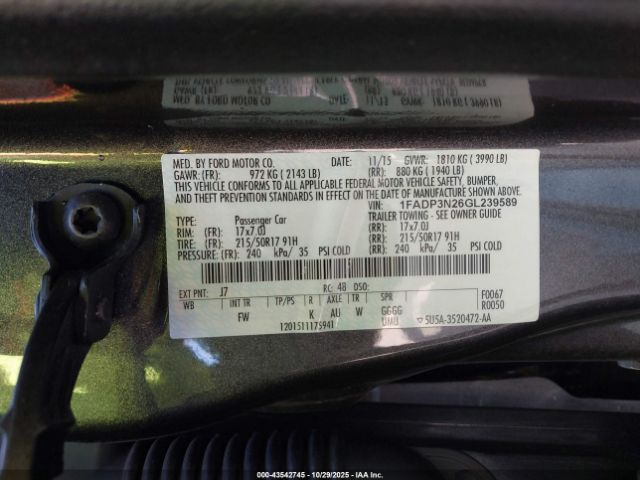 MFD. BY FORD MOTOR CO. DATE: 11/15 GVWR: 1810 KG ( 3990 LB)
GAWR:(FR): 972 KG ( 2143 LB) (RR): 880 KG ( 1940 LB)
THIS VEHICLE CONFORMS TO ALL APPLICABLE FEDERAL MOTOR VEHICLE SAFETY, BUMPER,
AND THEFT PREVENTION STANDARDS IN EFFECT ON THE DATE OF MANUFACTURE SHOWN ABOVE.
VIN: 1FADP3N26GL239589
TYPE: Passenger Car TRAILER TOWING - SEE OWNER GUIDE
RIM: (FR): 17x7.0J (RR): 17x7.0J
TIRE: (FR): 215/50R17 91H (RR): 215/50R17 91H
PRESSURE: (FR): 240 kPa/ 35 PSI COLD (RR): 240 kPa/ 35 PSI COLD
EXT PNT: J7 RC: 48 DSO: F0067
WB INT TR TP/PS R AXLE TR SPR R0050
FW K AU W GGGG
UMU 5U5A-3520472-AA
120151117S941
000-43542745 - 10/29/2025 - IAA Inc.